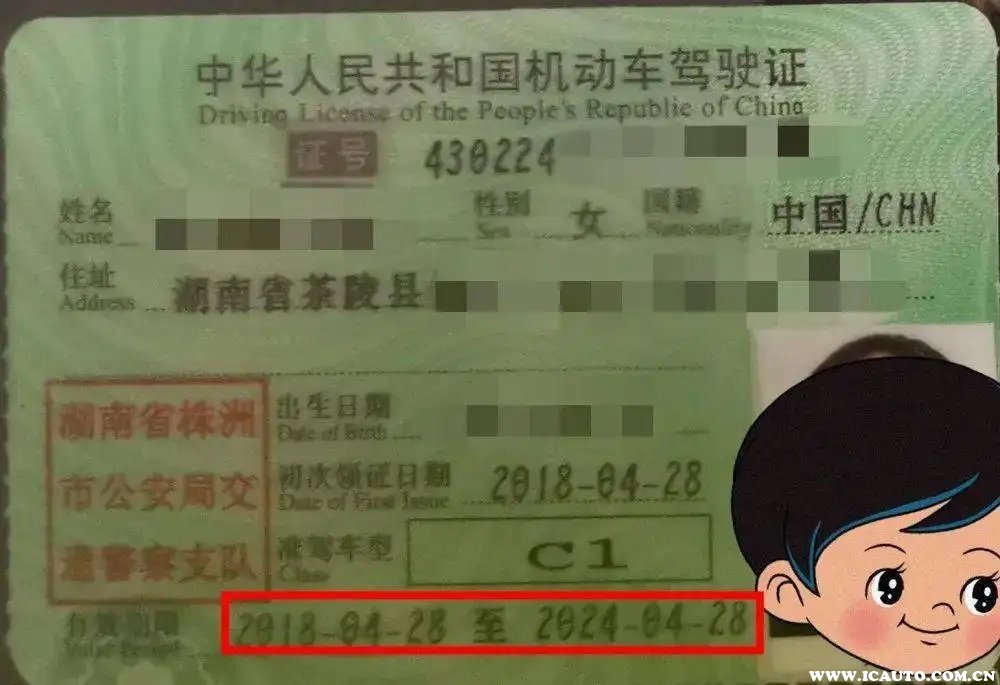 中华人民共和国机动车驾驶证
Driving License of the People's Republic of China
证号 430224
姓名 性别 女 国籍 中国/CHN
Name Sex Nationality
住址 湖南省茶陵县
Address
湖南省株洲
市公安局交
通警察支队
出生日期
Date of Birth
初次领证日期 2018-04-28
Date of First Issue
准驾车型 C1
Class
有效期限 2018-04-28 至 2024-04-28
Valid Period
WWW.ICAUTO.COM.CN